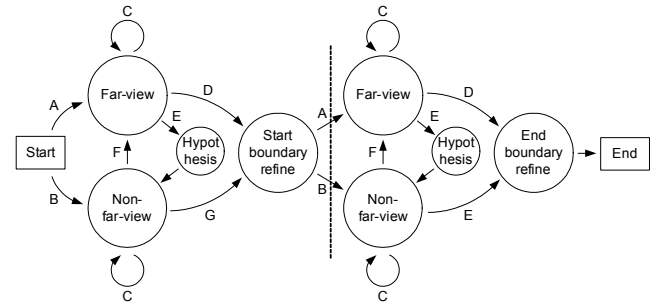 C
C
Far-view
Far-view
A
D
E
A
D
E
Start
F
Hypot
hesis
Start
boundary
refine
F
Hypot
hesis
End
boundary
refine
End
B
Non-
far-view
G
B
Non-
far-view
E
C
C